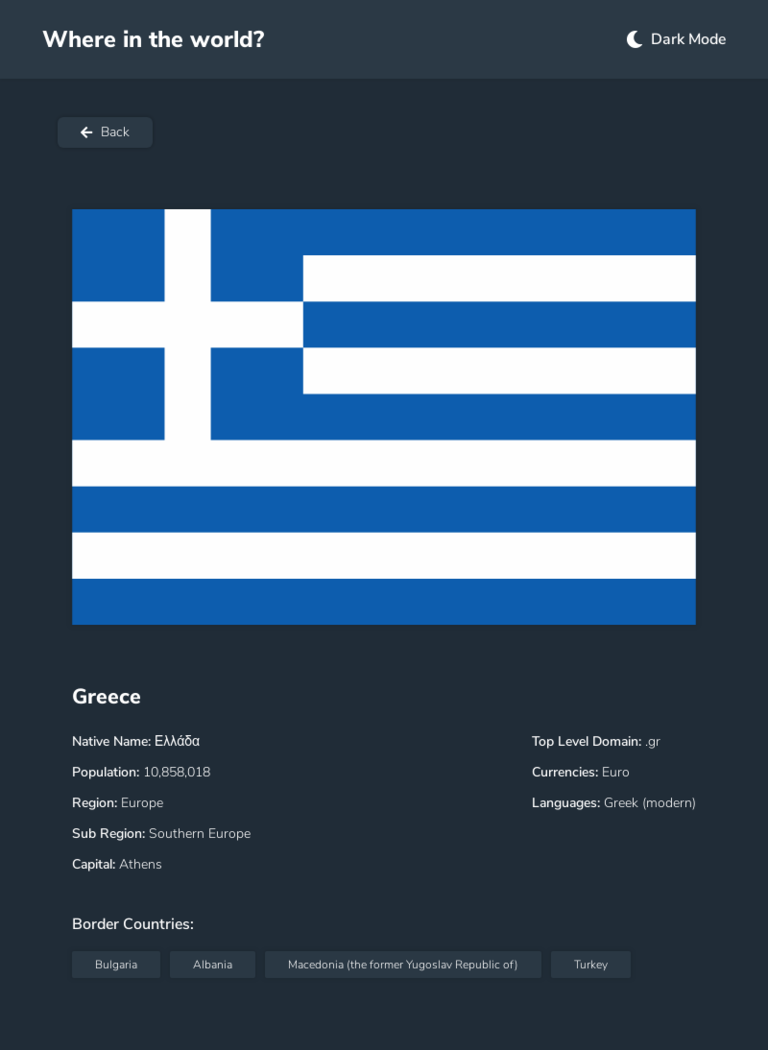 Where in the world?
Dark Mode
Back
Greece
Native Name: Ελλάδα
Population: 10,858,018
Region: Europe
Sub Region: Southern Europe
Capital: Athens
Top Level Domain: .gr
Currencies: Euro
Languages: Greek (modern)
Border Countries:
Bulgaria
Albania
Macedonia (the former Yugoslav Republic of)
Turkey